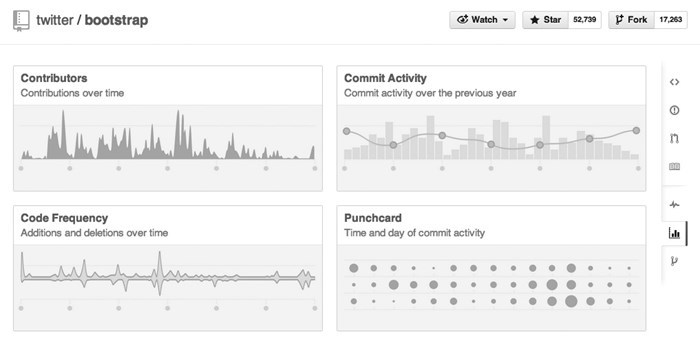 twitter / bootstrap
Watch
Star 52,739
Fork 17,263
Contributors
Contributions over time
Commit Activity
Commit activity over the previous year
Code Frequency
Additions and deletions over time
Punchcard
Time and day of commit activity